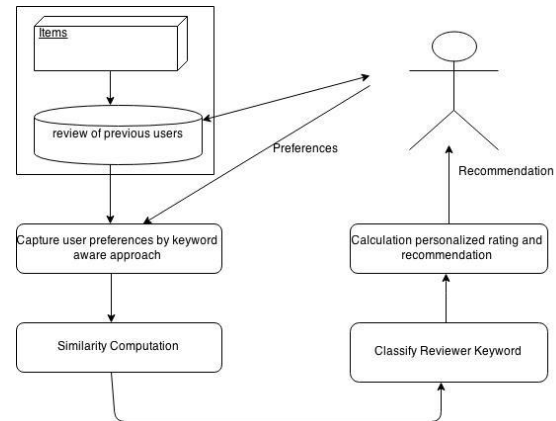 Items
review of previous users
Preferences
Recommendation
Capture user preferences by keyword
aware approach
Calculation personalized rating and
recommendation
Similarity Computation
Classify Reviewer Keyword